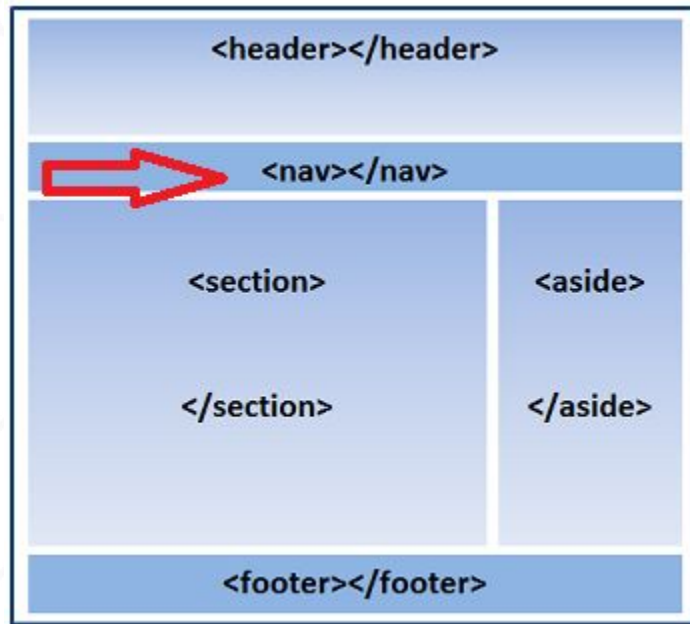 <header></header>
<nav></nav>
<section>
<aside>
</section>
</aside>
<footer></footer>